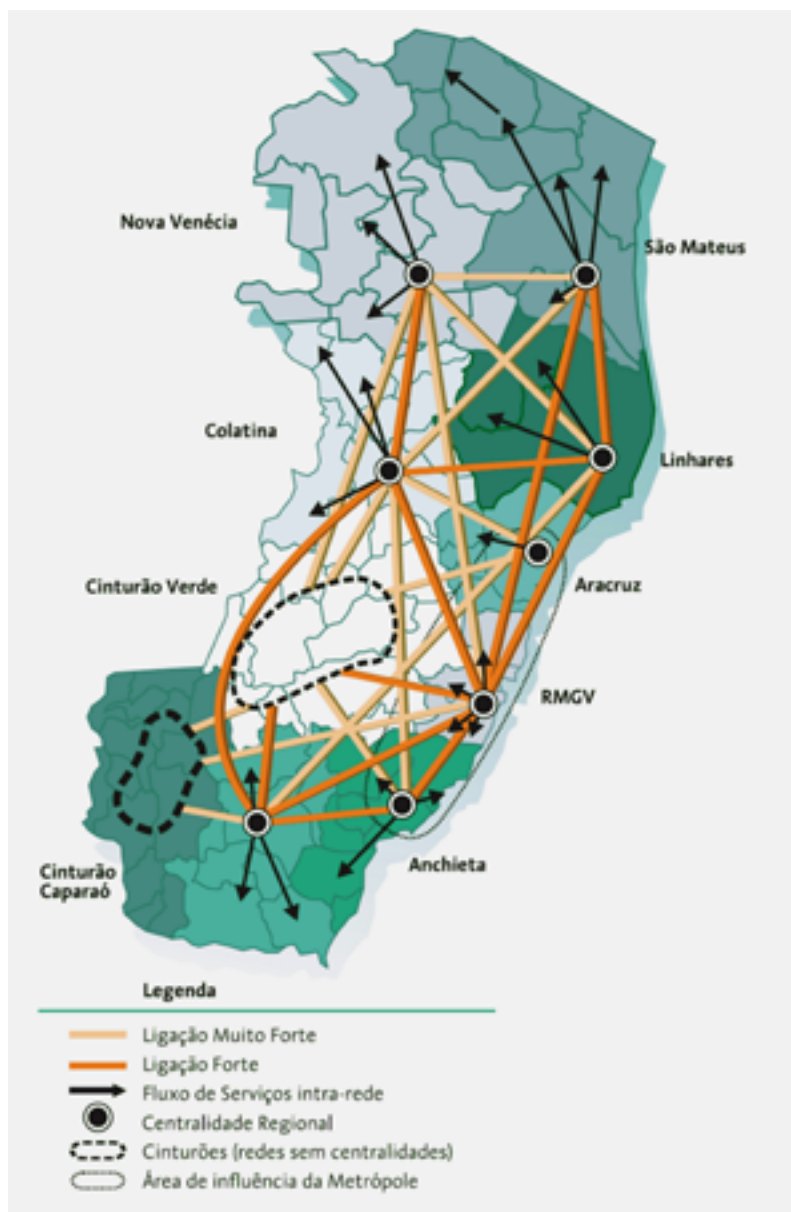 Nova Venécia
São Mateus
Colatina
Linhares
Cinturão Verde
Aracruz
RMGV
Anchieta
Cinturão
Caparaó
Legenda
Ligação Muito Forte
Ligação Forte
Fluxo de Serviços intra-rede
Centralidade Regional
Cinturões (redes sem centralidades)
Área de influência da Metrópole